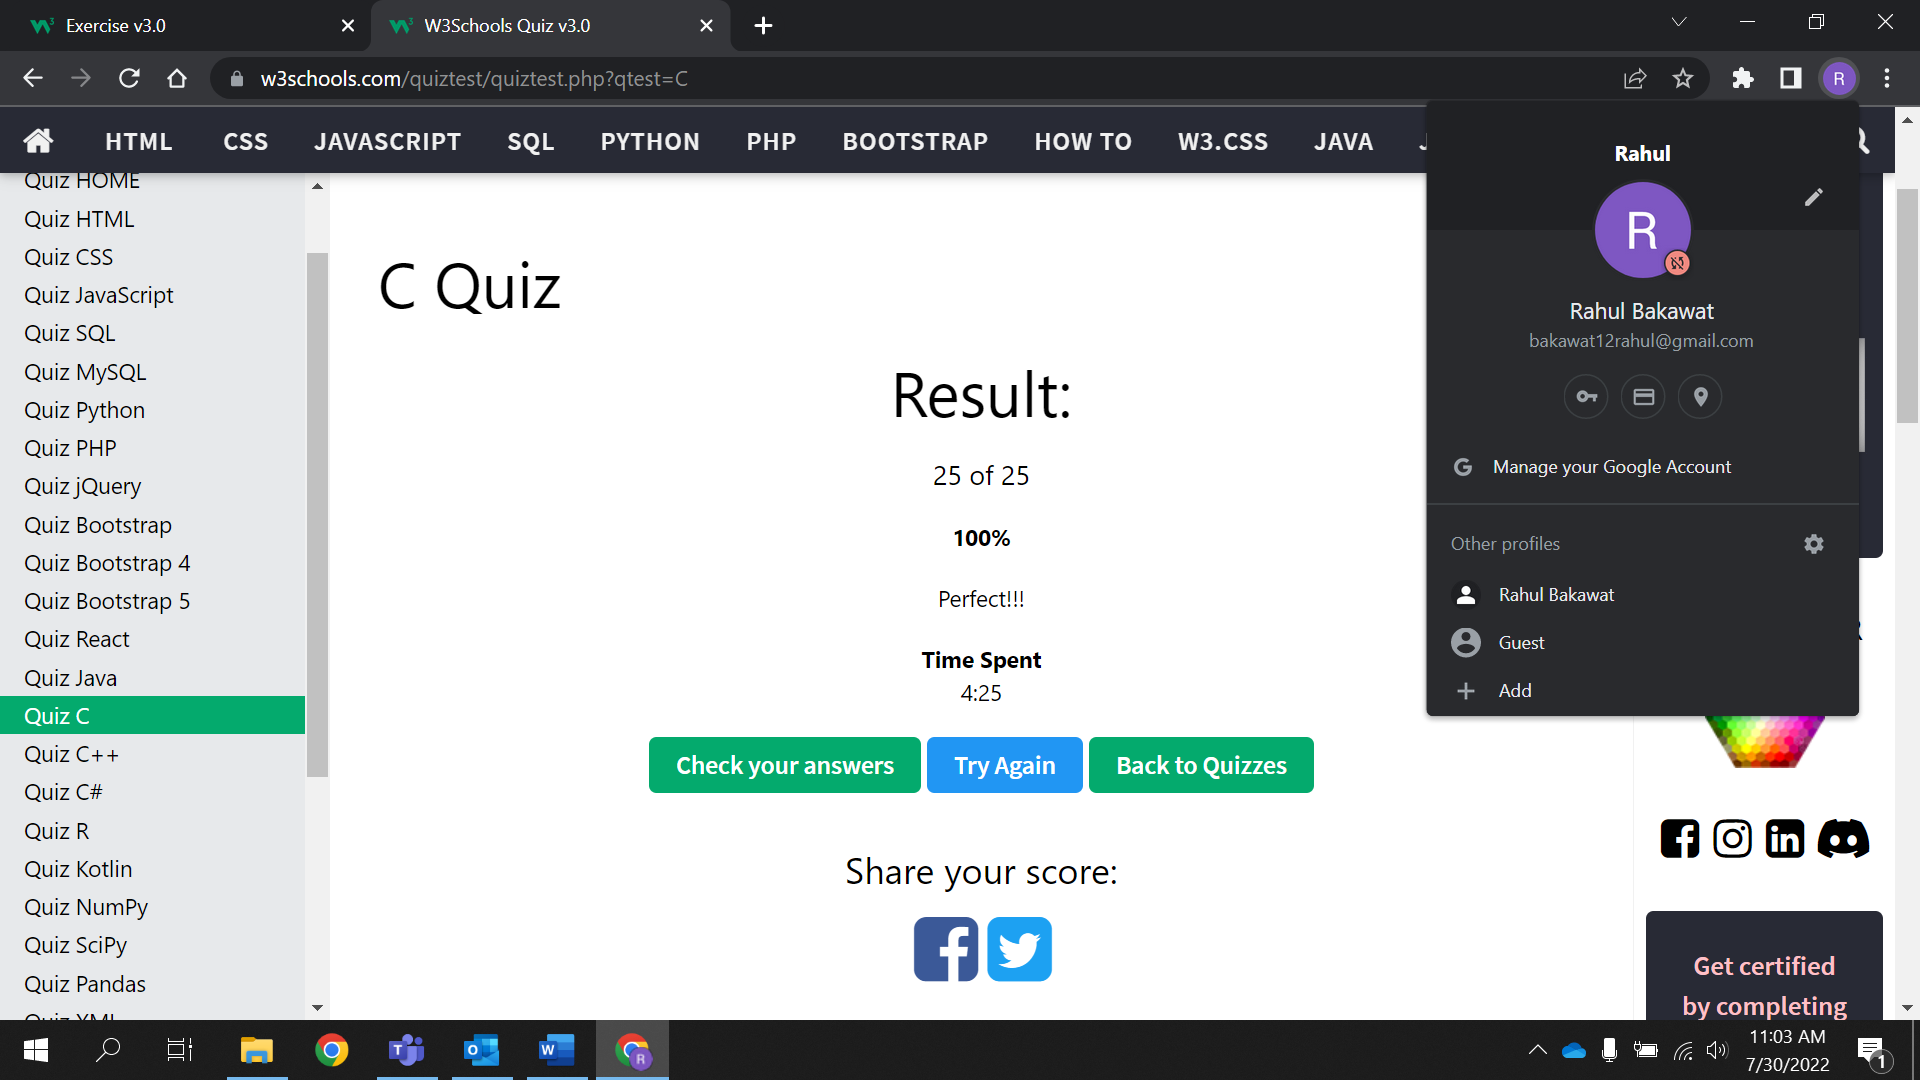 Exercise v3.0
W3Schools Quiz v3.0
w3schools.com/quiztest/quiztest.php?qtest=C
R
HTML
CSS
JAVASCRIPT
SQL
PYTHON
PHP
BOOTSTRAP
HOW TO
W3.CSS
JAVA
Quiz HOME
Quiz HTML
Quiz CSS
Quiz JavaScript
Quiz SQL
Quiz MySQL
Quiz Python
Quiz PHP
Quiz jQuery
Quiz Bootstrap
Quiz Bootstrap 4
Quiz Bootstrap 5
Quiz React
Quiz Java
Quiz C
Quiz C++
Quiz C#
Quiz R
Quiz Kotlin
Quiz NumPy
Quiz SciPy
Quiz Pandas
Quiz XML
C Quiz
Result:
25 of 25
100%
Perfect!!!
Time Spent
4:25
Check your answers
Try Again
Back to Quizzes
Share your score:
Rahul
R
Rahul Bakawat
bakawat12rahul@gmail.com
Manage your Google Account
Other profiles
Rahul Bakawat
Guest
Add
Get certified
by completing
11:03 AM
7/30/2022
1